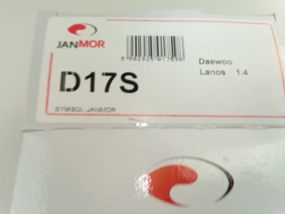 JANMOR
Daewoo
Lanos 1.4
D17S
SYMBOL JANMOR